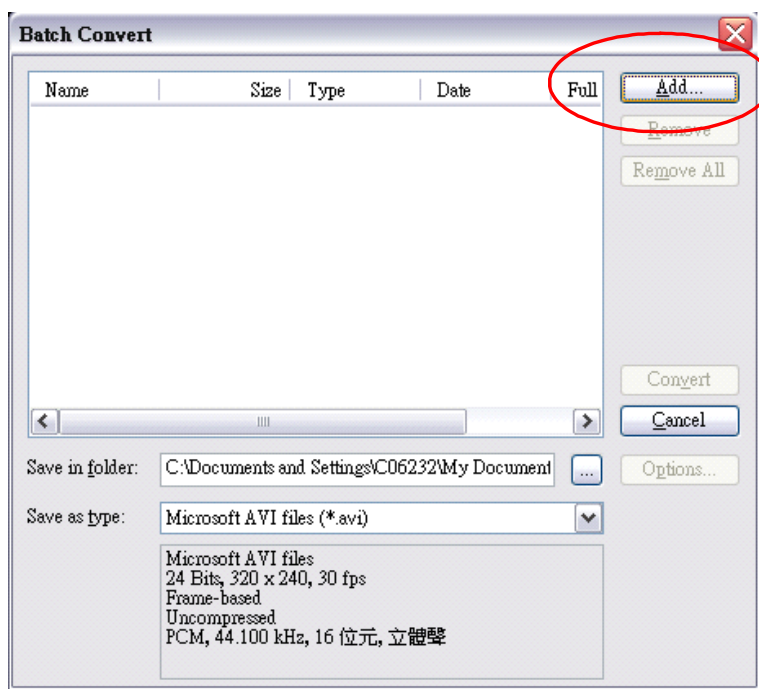 Batch Convert
Name Size Type Date Full
Add...
Remove
Remove All
Convert
Cancel
Save in folder: C:\Documents and Settings\C06232\My Document ...
Options...
Save as type: Microsoft AVI files (*.avi)
Microsoft AVI files
24 Bits, 320 x 240, 30 fps
Frame-based
Uncompressed
PCM, 44.100 kHz, 16 位元, 立體聲